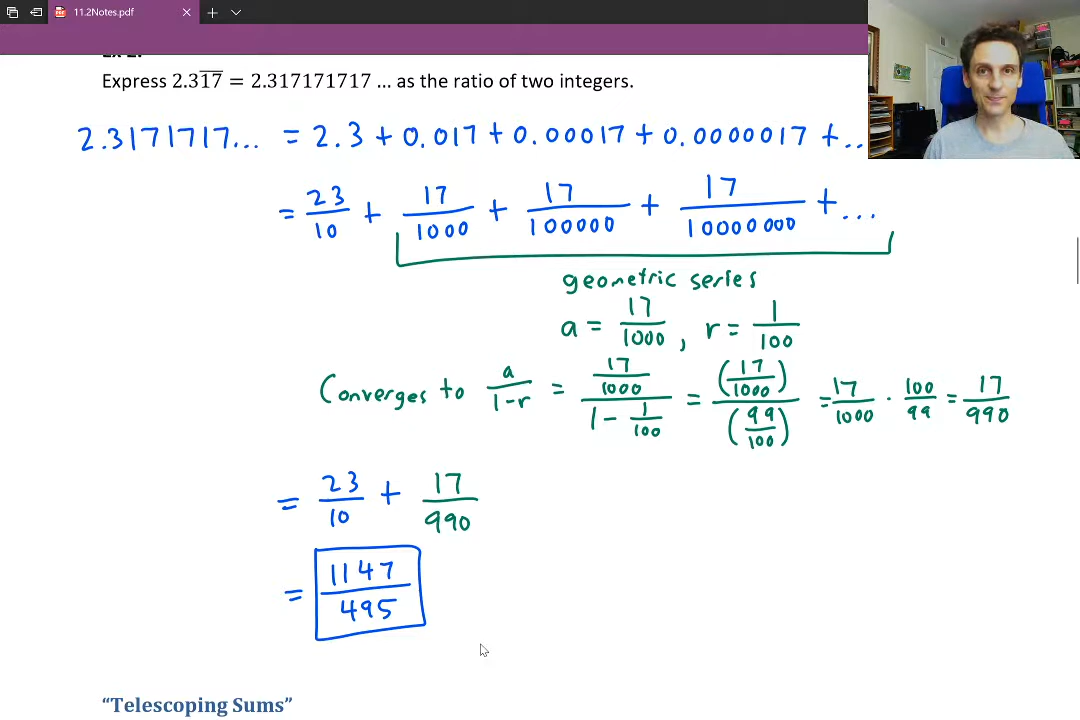 11.2Notes.pdf
Express 2.3\overline{17} = 2.317171717 ... as the ratio of two integers.
2.3171717... = 2.3 + 0.017 + 0.00017 + 0.0000017 + ...
= 23/10 + 17/1000 + 17/100000 + 17/10000000 + ...
geometric series
a = 17/1000, r = 1/100
Converges to a/(1-r) = (17/1000)/(1 - 1/100) = (17/1000)/(99/100) = 17/1000 · 100/99 = 17/990
= 23/10 + 17/990
= 1147/495
“Telescoping Sums”